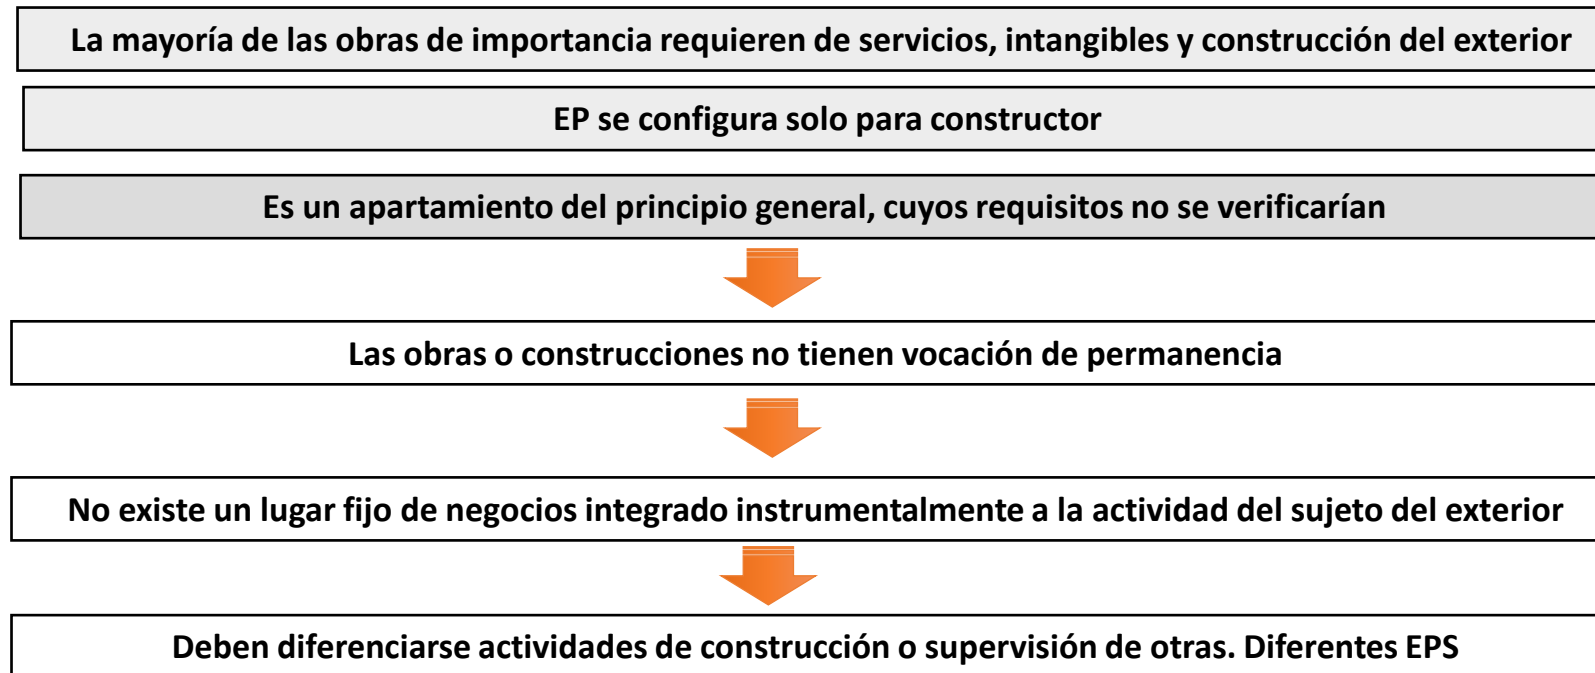 La mayoría de las obras de importancia requieren de servicios, intangibles y construcción del exterior
EP se configura solo para constructor
Es un apartamiento del principio general, cuyos requisitos no se verificarían
Las obras o construcciones no tienen vocación de permanencia
No existe un lugar fijo de negocios integrado instrumentalmente a la actividad del sujeto del exterior
Deben diferenciarse actividades de construcción o supervisión de otras. Diferentes EPS